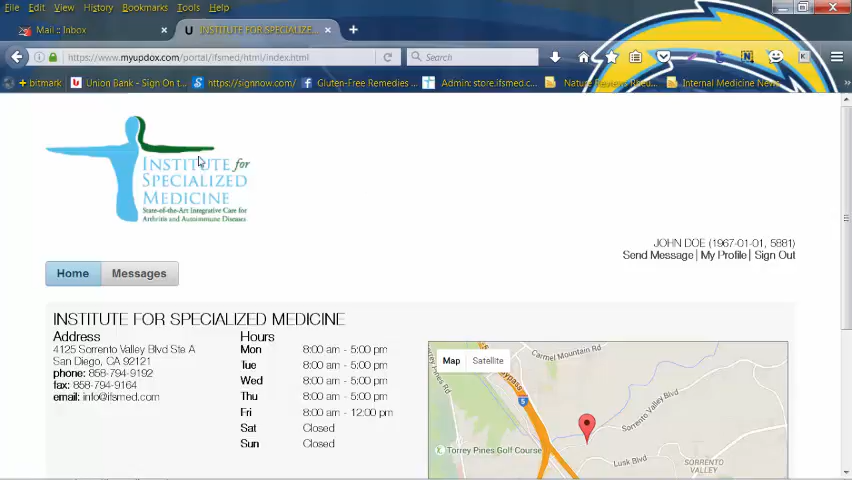 File Edit View History Bookmarks Tools Help
Mail :: Inbox
U INSTITUTE FOR SPECIALIZE...
https://www.myupdox.com/portal/ifsmed/html/index.html
Search
+ bitmark
Union Bank - Sign On t...
https://signnow.com/
Gluten-Free Remedies ...
Admin: store.ifsmed.c...
Nature Reviews Rheu...
Internal Medicine News...
INSTITUTE for
SPECIALIZED
MEDICINE
State-of-the-Art Integrative Care for
Arthritis and Autoimmune Diseases
JOHN DOE (1967-01-01, 5881)
Send Message | My Profile | Sign Out
Home Messages
INSTITUTE FOR SPECIALIZED MEDICINE
Address
4125 Sorrento Valley Blvd Ste A
San Diego, CA 92121
phone: 858-794-9192
fax: 858-794-9164
email: info@ifsmed.com
Hours
Mon 8:00 am - 5:00 pm
Tue 8:00 am - 5:00 pm
Wed 8:00 am - 5:00 pm
Thu 8:00 am - 5:00 pm
Fri 8:00 am - 12:00 pm
Sat Closed
Sun Closed
Map Satellite
Carmel Mountain Rd
Torrey Pines Rd
ypass
5
Sorrento Valley Blvd
Torrey Pines Golf Course
Lusk Blvd
SORRENTO
VALLEY